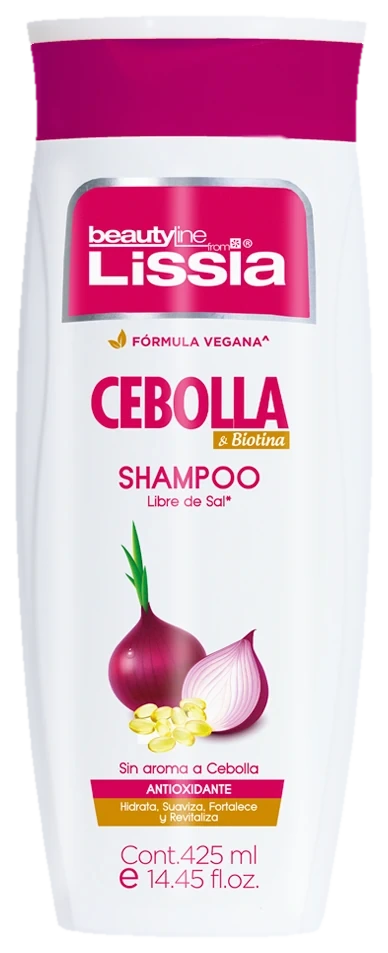 beautyline
from ®
Lissia
FÓRMULA VEGANA^
CEBOLLA
& Biotina
SHAMPOO
Libre de Sal*
Sin aroma a Cebolla
ANTIOXIDANTE
Hidrata, Suaviza, Fortalece
y Revitaliza
Cont.425 ml
e 14.45 fl.oz.